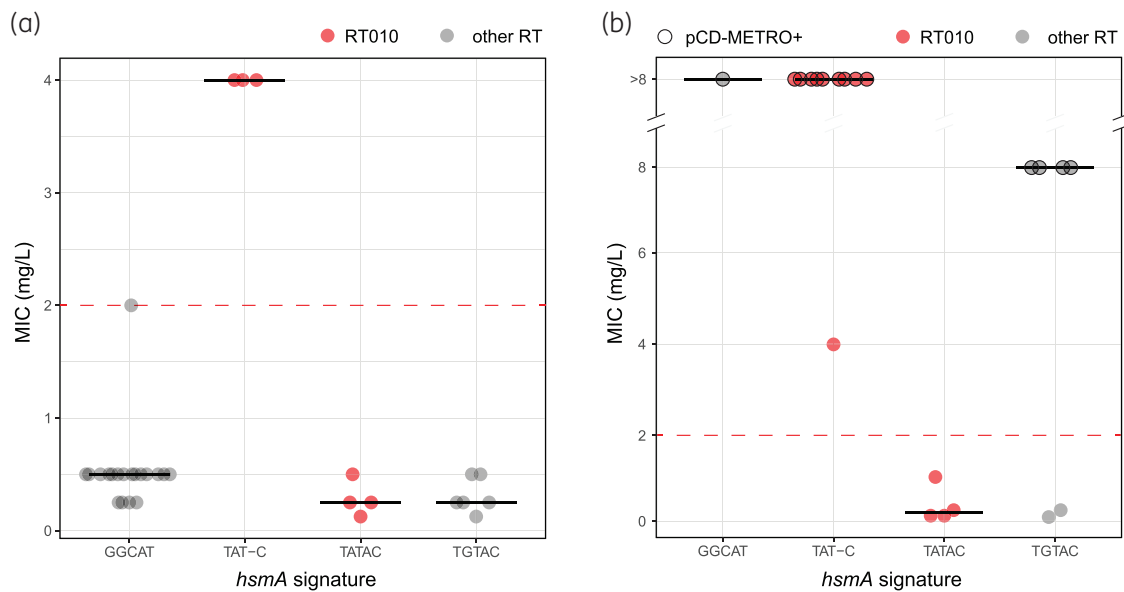 (a)
RT010 other RT
4
3
2
1
0
MIC (mg/L)
GGCAT TAT-C TATAC TGTAC
hsmA signature
(b)
pCD-METRO+ RT010 other RT
>8
8
6
4
2
0
MIC (mg/L)
GGCAT TAT−C TATAC TGTAC
hsmA signature